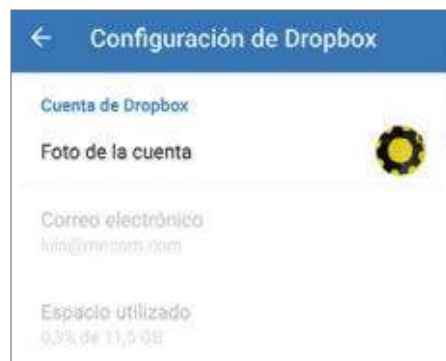 Configuración de Dropbox
Cuenta de Dropbox
Foto de la cuenta
Correo electrónico
Espacio utilizado
0,3% de 11,5 GB